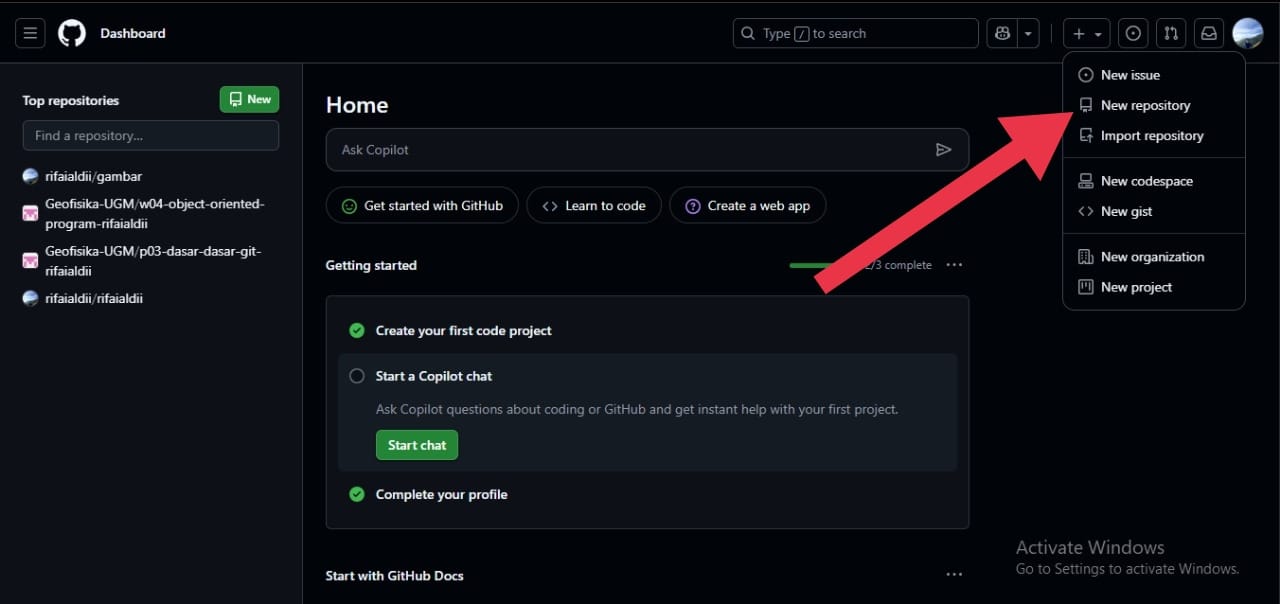 Dashboard
Type / to search
Top repositories
New
Find a repository...
rifaialdii/gambar
Geofisika-UGM/w04-object-oriented-
program-rifaialdii
Geofisika-UGM/p03-dasar-dasar-git-
rifaialdii
rifaialdii/rifaialdii
Home
Ask Copilot
Get started with GitHub
Learn to code
Create a web app
Getting started
2/3 complete
Create your first code project
Start a Copilot chat
Ask Copilot questions about coding or GitHub and get instant help with your first project.
Start chat
Complete your profile
Start with GitHub Docs
New issue
New repository
Import repository
New codespace
New gist
New organization
New project
Activate Windows
Go to Settings to activate Windows.